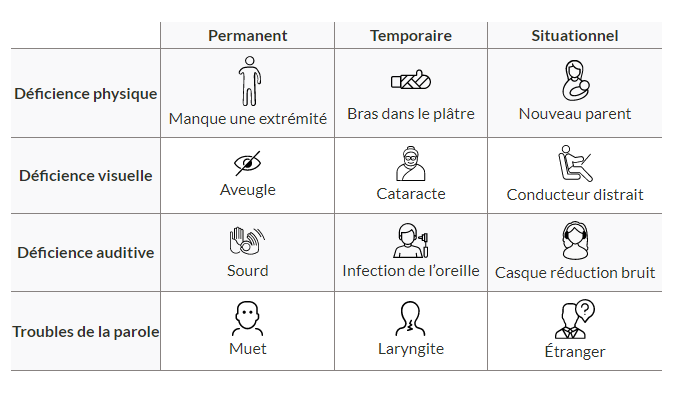 Permanent Temporaire Situationnel
Déficience physique Manque une extrémité Bras dans le plâtre Nouveau parent
Déficience visuelle Aveugle Cataracte Conducteur distrait
Déficience auditive Sourd Infection de l'oreille Casque réduction bruit
Troubles de la parole Muet Laryngite Étranger